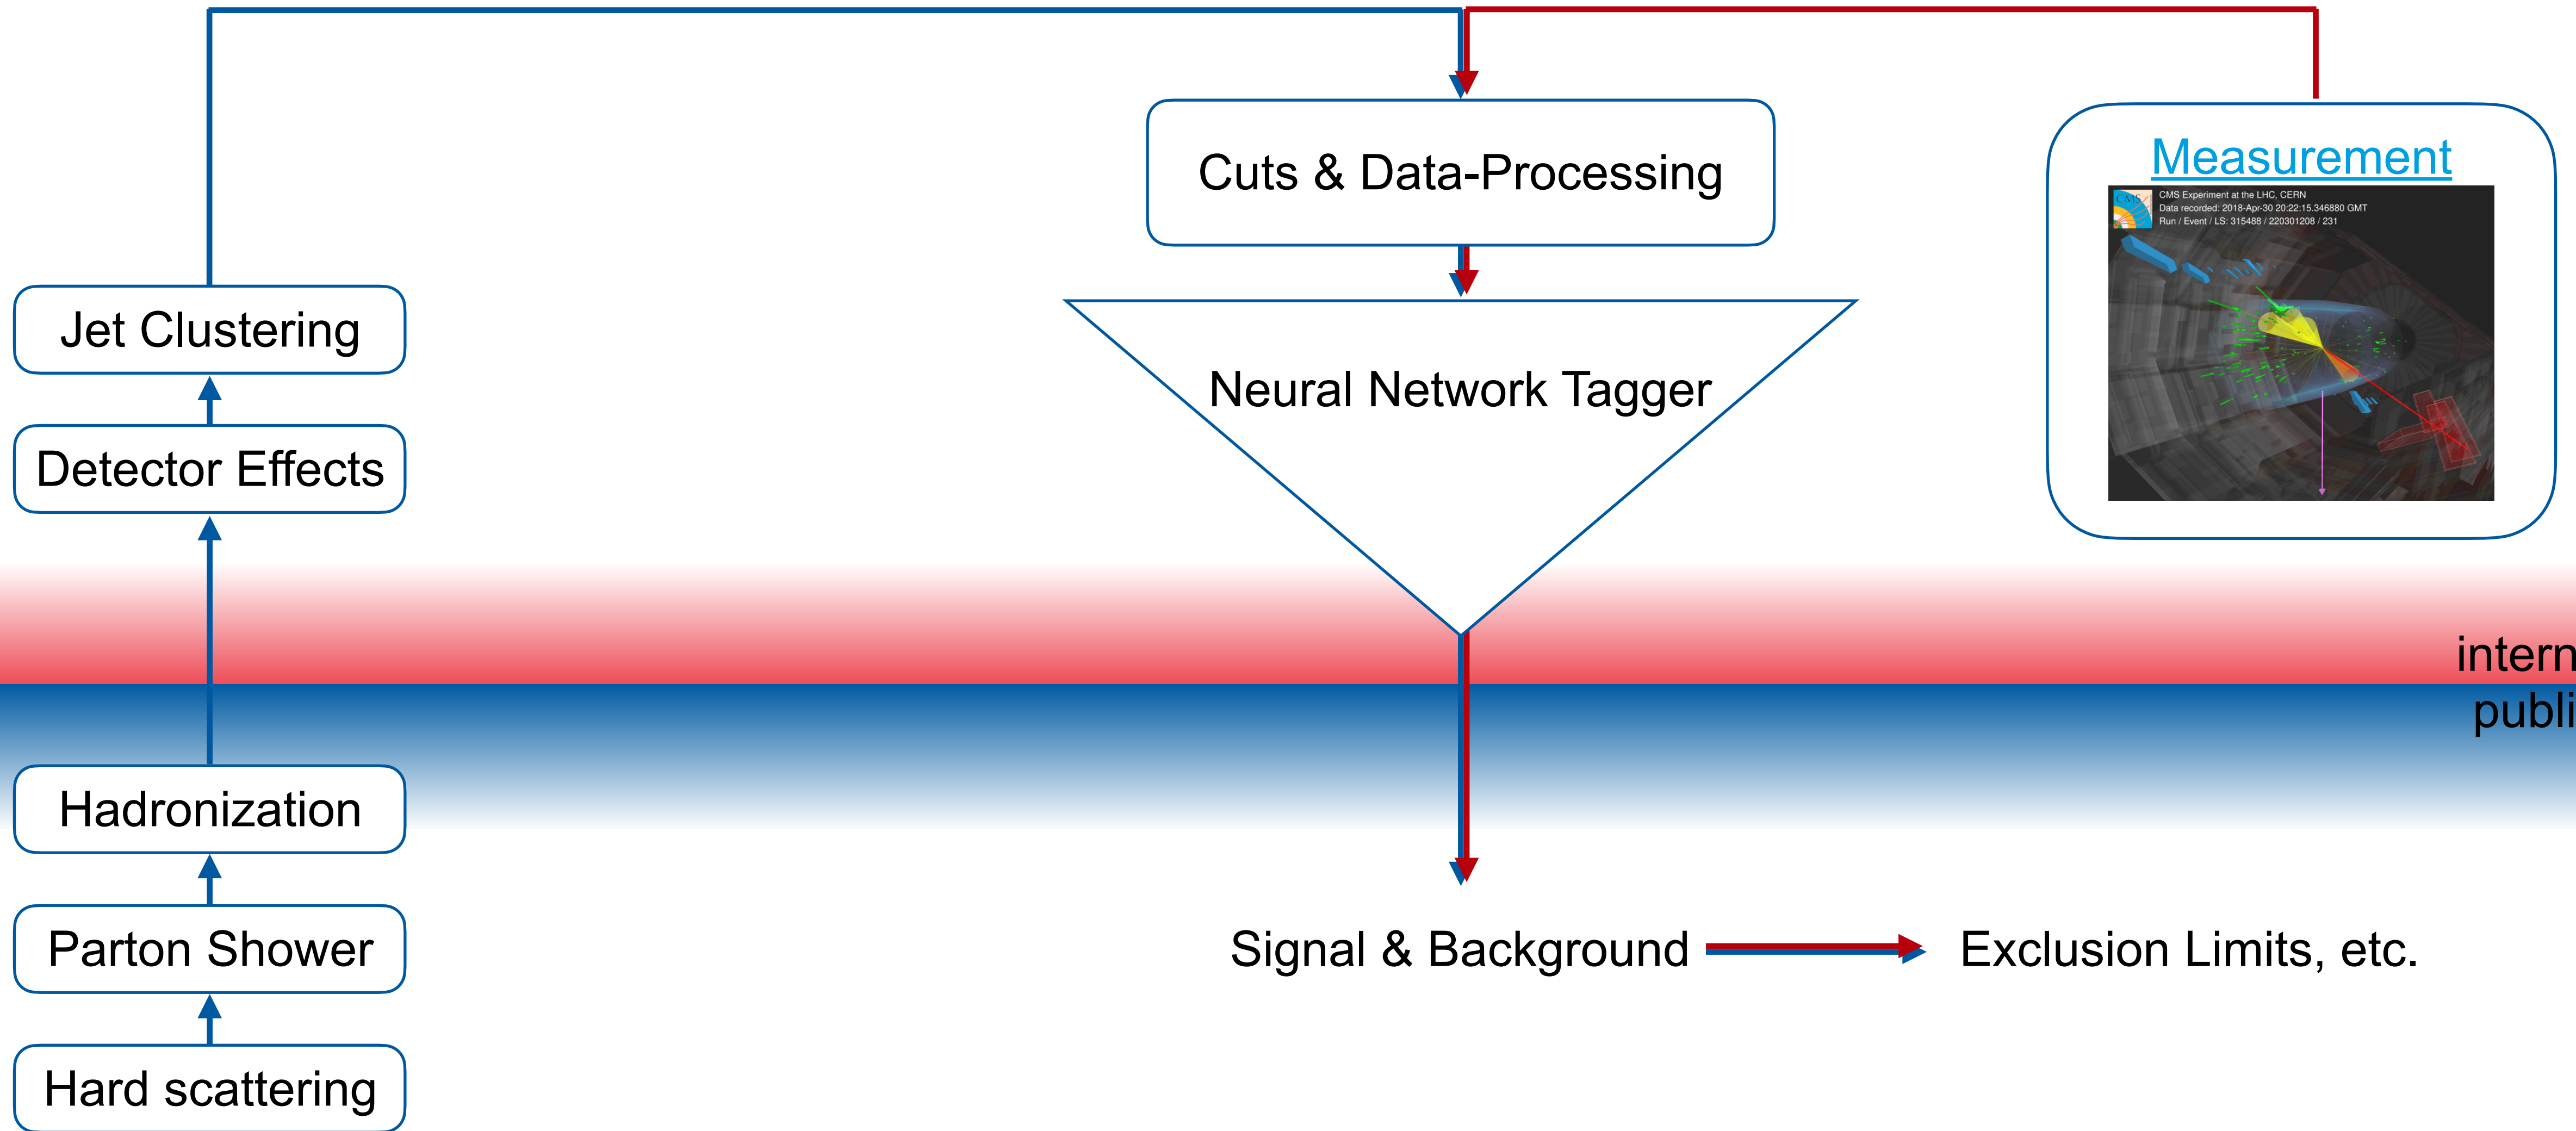 Cuts & Data-Processing
Measurement
CMS
CMS Experiment at the LHC, CERN
Data recorded: 2018-Apr-30 20:22:15.346880 GMT
Run / Event / LS: 315488 / 220301208 / 231
Jet Clustering
Neural Network Tagger
Detector Effects
intern
publi
Hadronization
Parton Shower
Signal & Background
Exclusion Limits, etc.
Hard scattering